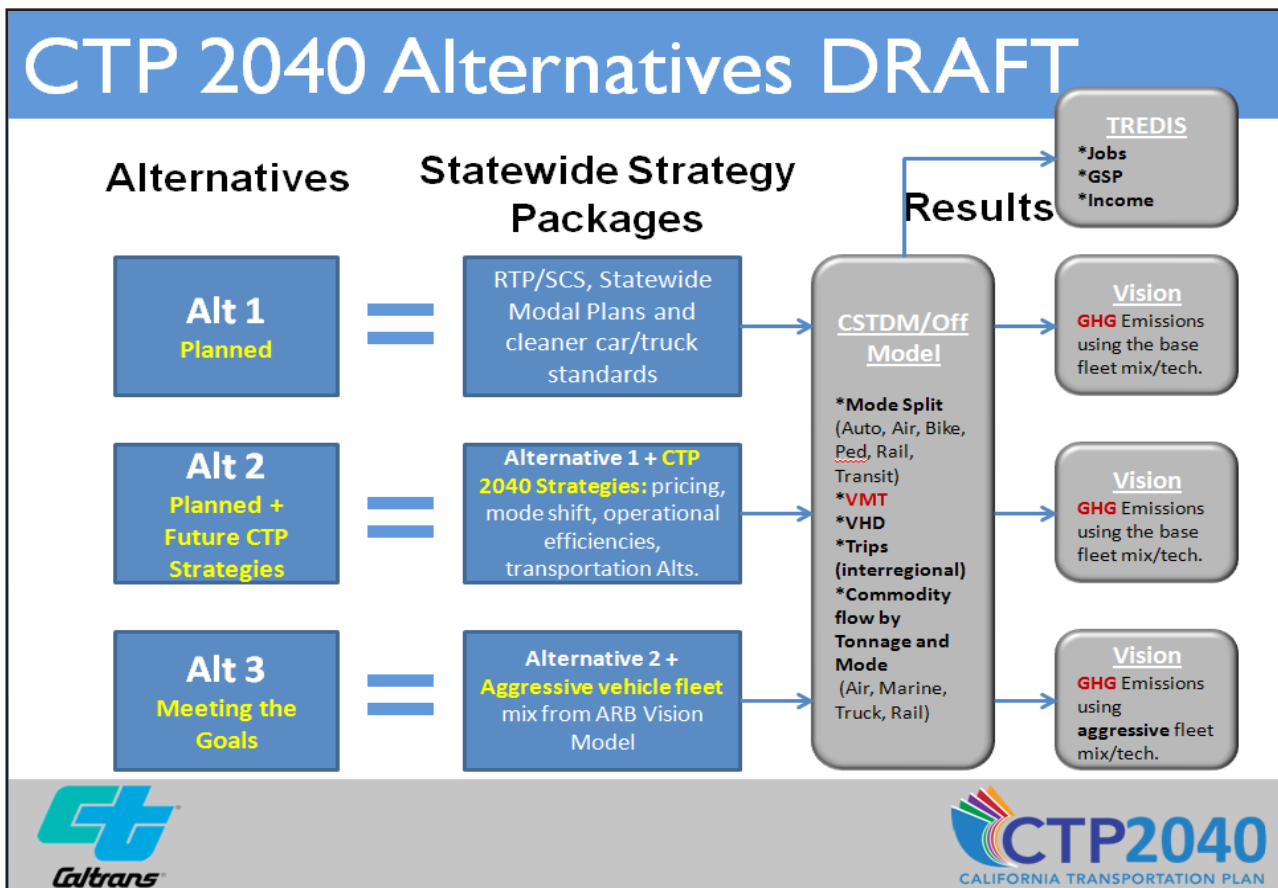 CTP 2040 Alternatives DRAFT
Alternatives
Statewide Strategy
Packages
Results
TREDIS
*Jobs
*GSP
*Income
Alt 1
Planned
RTP/SCS, Statewide
Modal Plans and
cleaner car/truck
standards
Alt 2
Planned +
Future CTP
Strategies
Alternative 1 + CTP
2040 Strategies: pricing,
mode shift, operational
efficiencies,
transportation Alts.
Alt 3
Meeting the
Goals
Alternative 2 +
Aggressive vehicle fleet
mix from ARB Vision
Model
CSTDM/Off
Model
*Mode Split
(Auto, Air, Bike,
Ped, Rail,
Transit)
*VMT
*VHD
*Trips
(interregional)
*Commodity
flow by
Tonnage and
Mode
(Air, Marine,
Truck, Rail)
Vision
GHG Emissions
using the base
fleet mix/tech.
Vision
GHG Emissions
using the base
fleet mix/tech.
Vision
GHG Emissions
using
aggressive fleet
mix/tech.
Ct
Caltrans
CTP2040
CALIFORNIA TRANSPORTATION PLAN